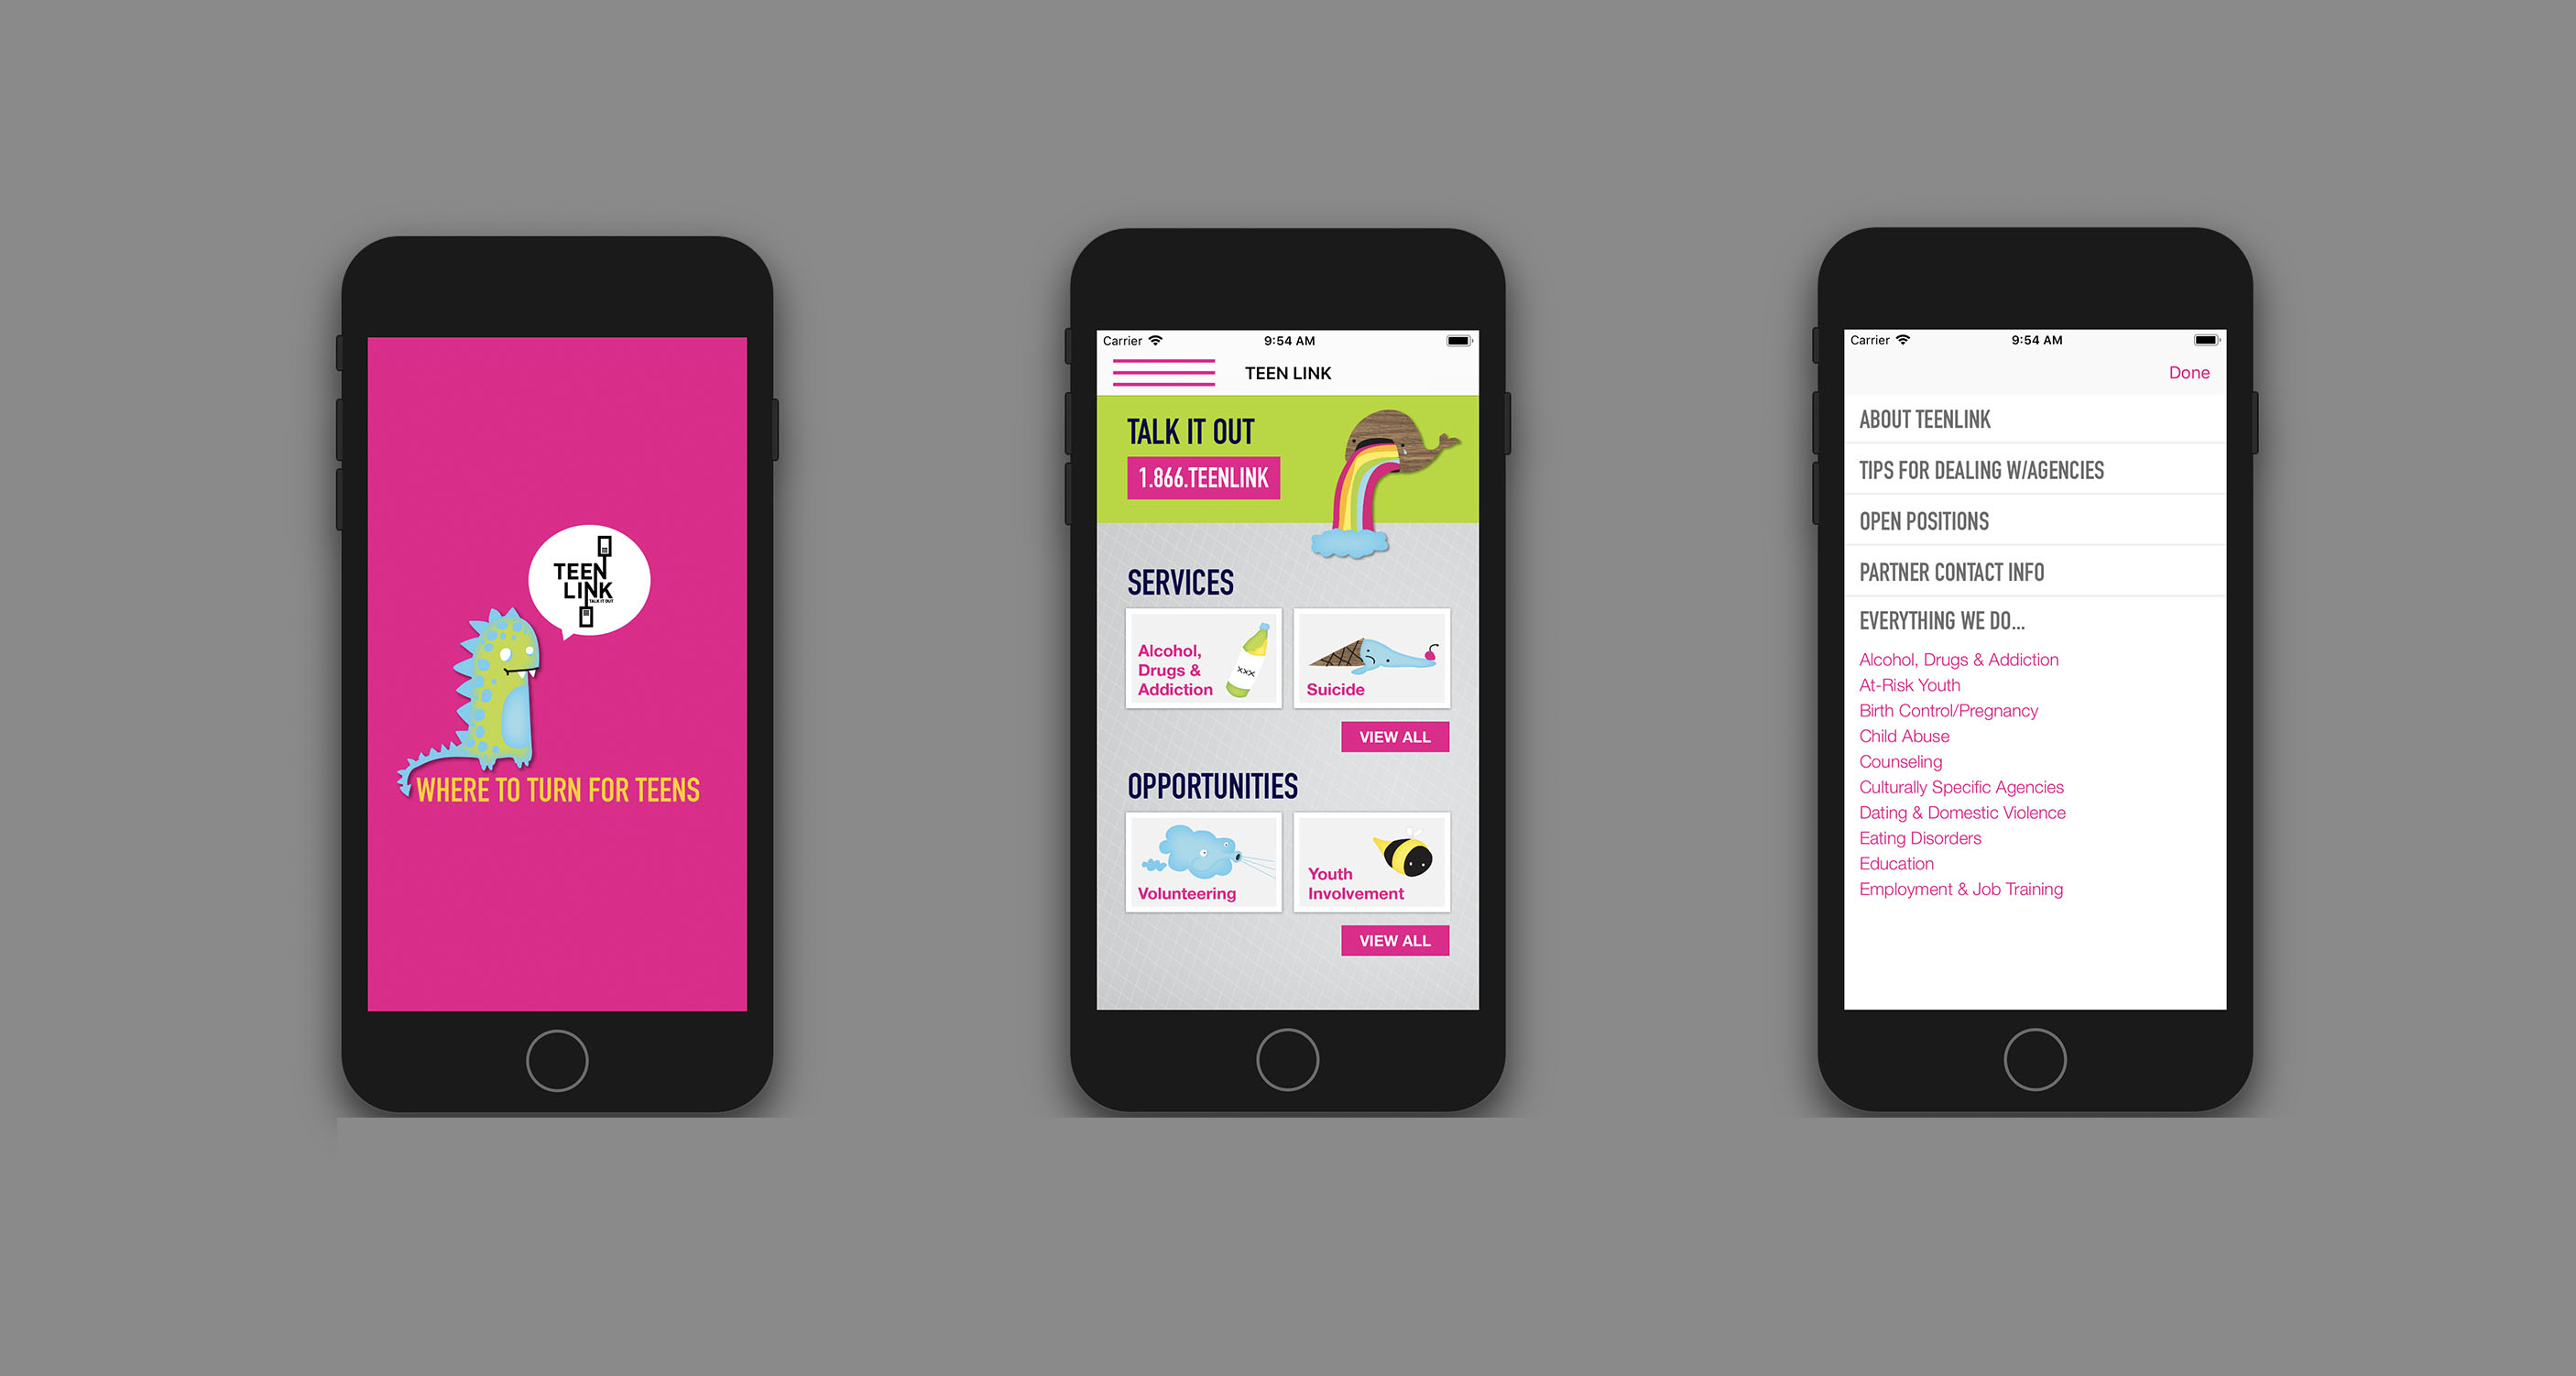 TEEN
LINK
TALK IT OUT
WHERE TO TURN FOR TEENS
Carrier
9:54 AM
TEEN LINK
TALK IT OUT
1.866.TEENLINK
SERVICES
Alcohol,
Drugs &
Addiction
XXX
Suicide
VIEW ALL
OPPORTUNITIES
Volunteering
Youth
Involvement
VIEW ALL
Carrier
9:54 AM
Done
ABOUT TEENLINK
TIPS FOR DEALING W/AGENCIES
OPEN POSITIONS
PARTNER CONTACT INFO
EVERYTHING WE DO...
Alcohol, Drugs & Addiction
At-Risk Youth
Birth Control/Pregnancy
Child Abuse
Counseling
Culturally Specific Agencies
Dating & Domestic Violence
Eating Disorders
Education
Employment & Job Training